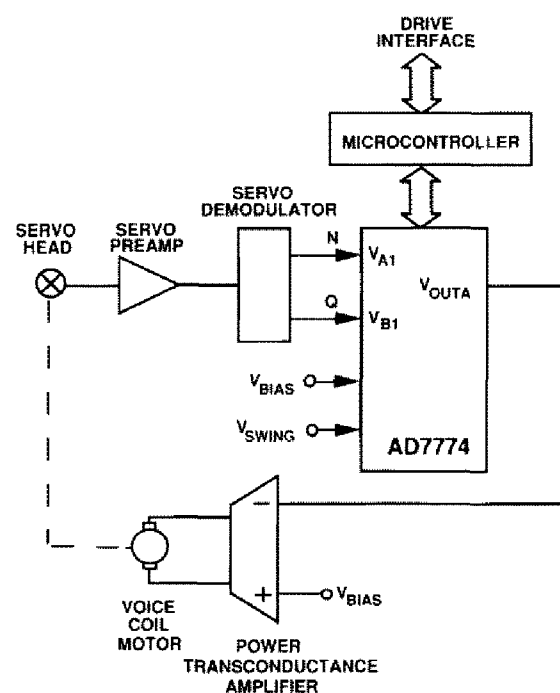 DRIVE
INTERFACE
MICROCONTROLLER
SERVO
DEMODULATOR
SERVO
PREAMP
SERVO
HEAD
N
VA1
VOUTA
Q
VB1
VBIAS
VSWING
AD7774
−
+
VBIAS
VOICE
COIL
MOTOR
POWER
TRANSCONDUCTANCE
AMPLIFIER